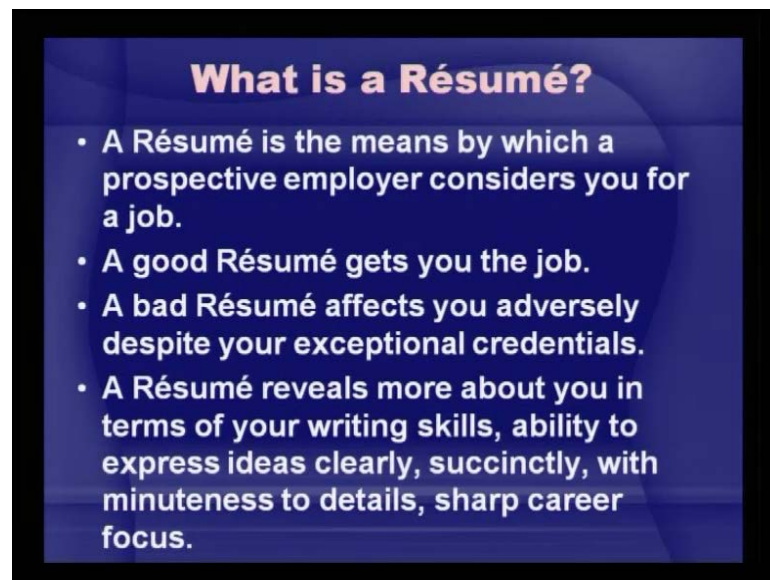 What is a Résumé?
• A Résumé is the means by which a
prospective employer considers you for
a job.
• A good Résumé gets you the job.
• A bad Résumé affects you adversely
despite your exceptional credentials.
• A Résumé reveals more about you in
terms of your writing skills, ability to
express ideas clearly, succinctly, with
minuteness to details, sharp career
focus.